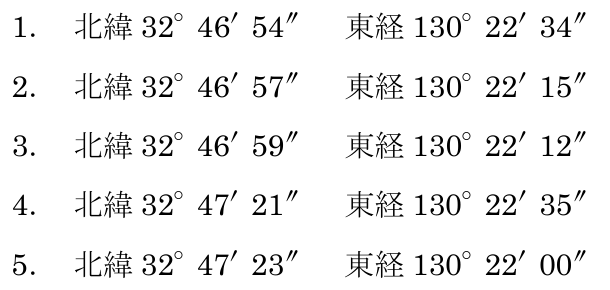 1. 北緯 32° 46′ 54″ 東経 130° 22′ 34″
2. 北緯 32° 46′ 57″ 東経 130° 22′ 15″
3. 北緯 32° 46′ 59″ 東経 130° 22′ 12″
4. 北緯 32° 47′ 21″ 東経 130° 22′ 35″
5. 北緯 32° 47′ 23″ 東経 130° 22′ 00″